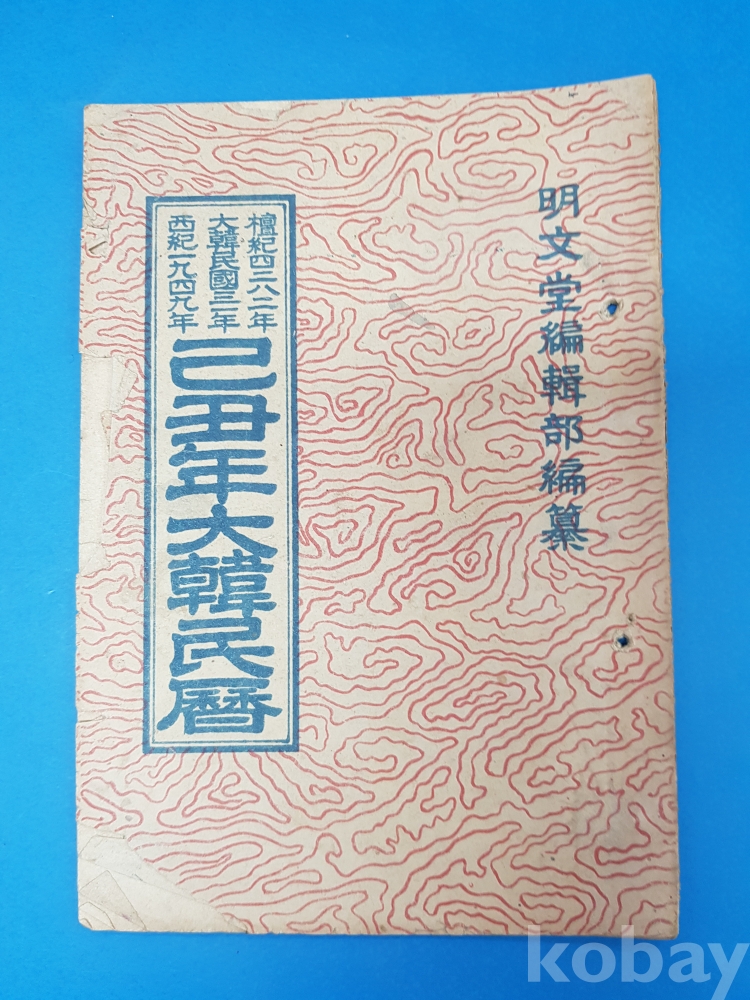 明文堂編輯部編纂
檀紀四二八二年
大韓民國三一年
西紀一九四九年
己丑年大韓民曆
kobay